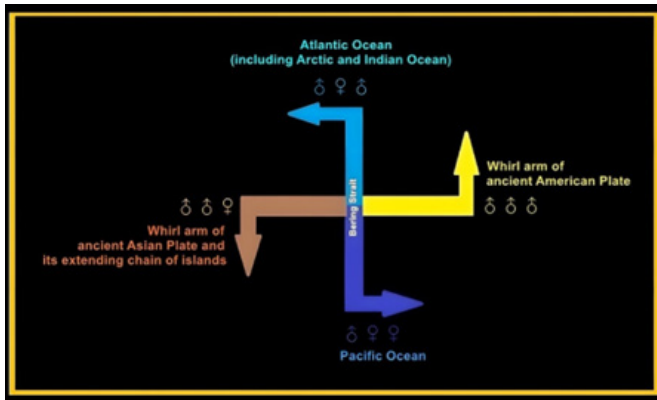 Atlantic Ocean
(including Arctic and Indian Ocean)
♂ ♀ ♂
Whirl arm of
ancient American Plate
♂ ♂ ♂
Bering Strait
♂ ♂ ♀
Whirl arm of
ancient Asian Plate and
its extending chain of islands
♂ ♀ ♀
Pacific Ocean